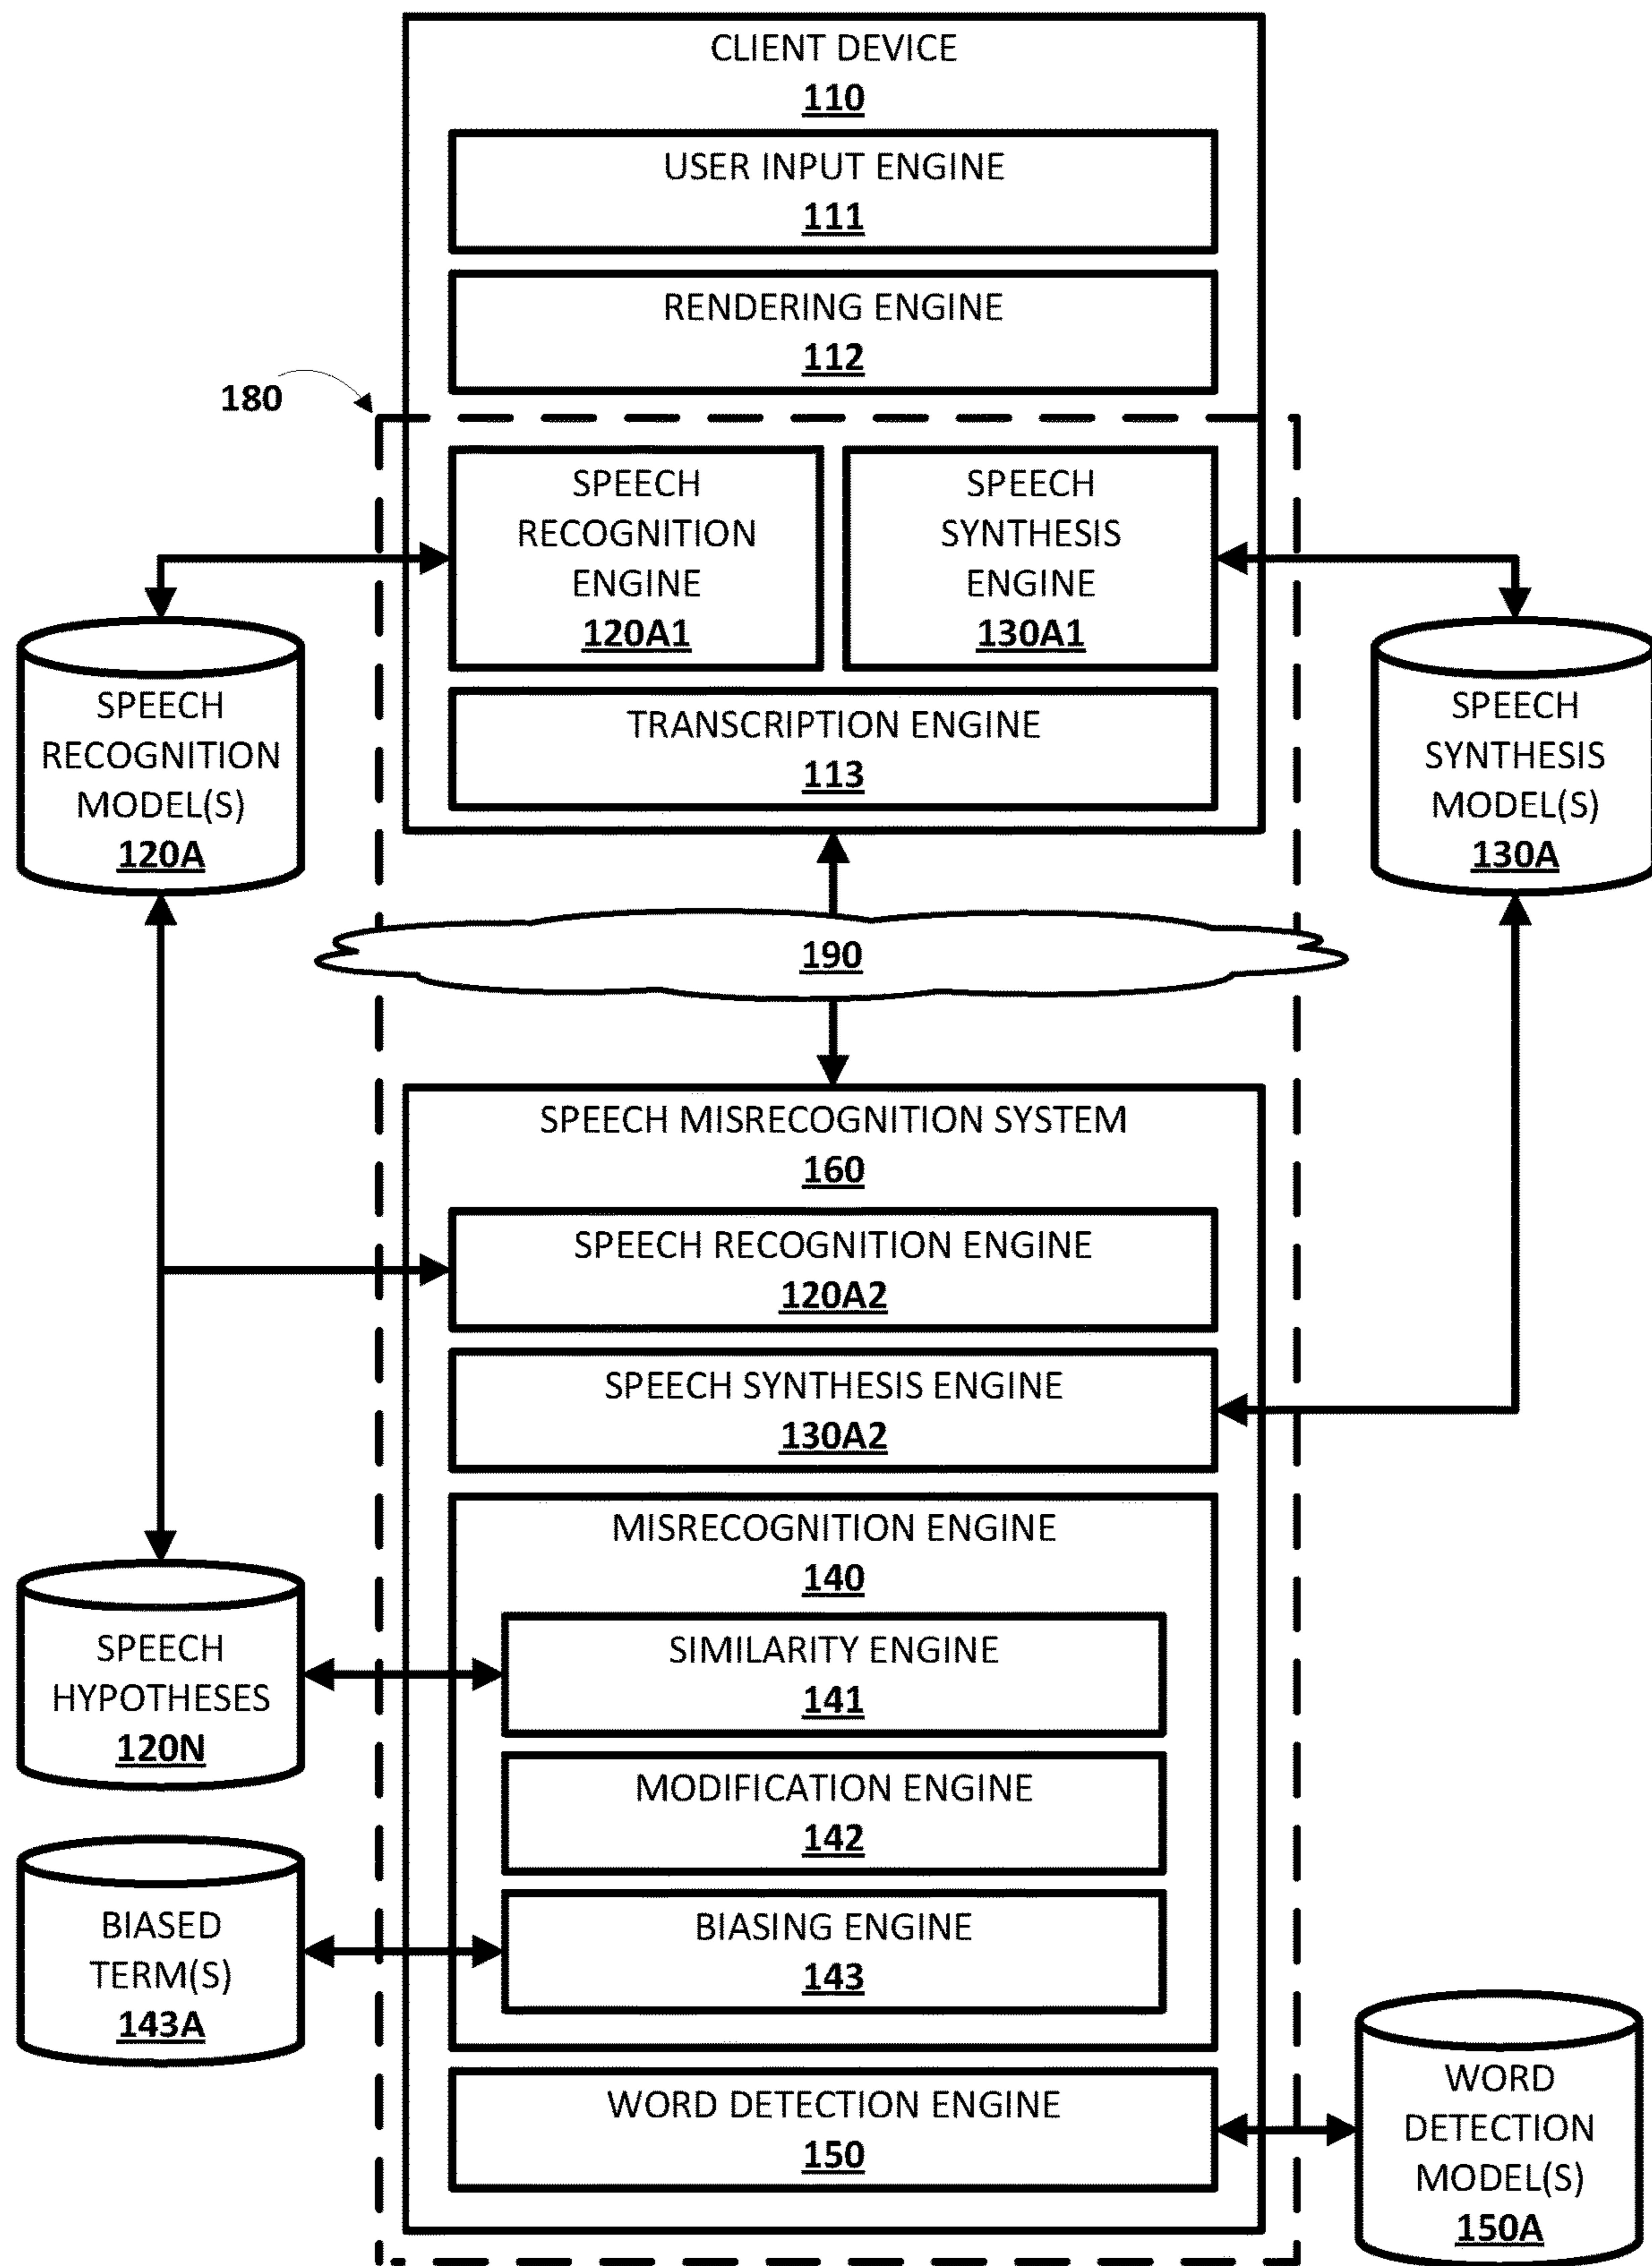 CLIENT DEVICE
110
USER INPUT ENGINE
111
RENDERING ENGINE
112
180
SPEECH
RECOGNITION
ENGINE
120A1
SPEECH
SYNTHESIS
ENGINE
130A1
SPEECH
RECOGNITION
MODEL(S)
120A
TRANSCRIPTION ENGINE
113
SPEECH
SYNTHESIS
MODEL(S)
130A
190
SPEECH MISRECOGNITION SYSTEM
160
SPEECH RECOGNITION ENGINE
120A2
SPEECH SYNTHESIS ENGINE
130A2
MISRECOGNITION ENGINE
140
SPEECH
HYPOTHESES
120N
SIMILARITY ENGINE
141
MODIFICATION ENGINE
142
BIASED
TERM(S)
143A
BIASING ENGINE
143
WORD DETECTION ENGINE
150
WORD
DETECTION
MODEL(S)
150A